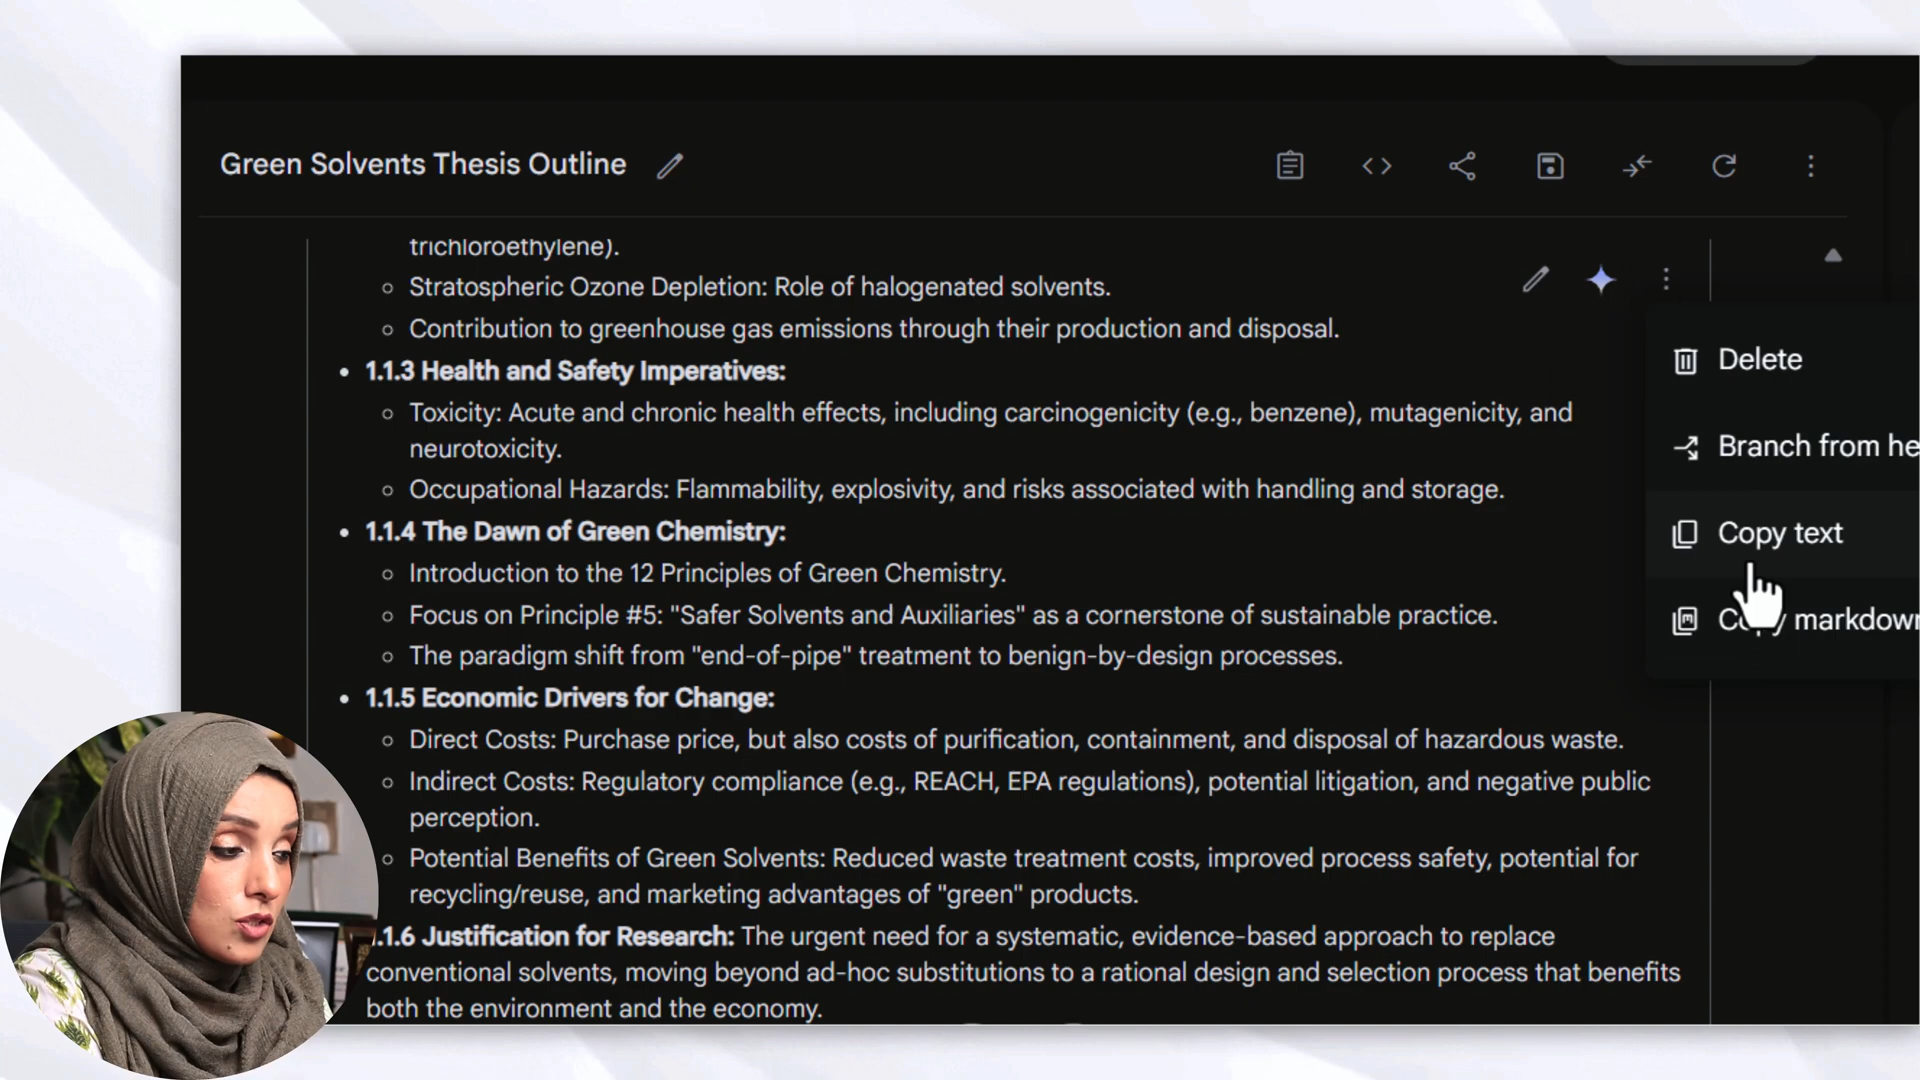 Green Solvents Thesis Outline
trichloroethylene).
Stratospheric Ozone Depletion: Role of halogenated solvents.
Contribution to greenhouse gas emissions through their production and disposal.
1.1.3 Health and Safety Imperatives:
Toxicity: Acute and chronic health effects, including carcinogenicity (e.g., benzene), mutagenicity, and
neurotoxicity.
Occupational Hazards: Flammability, explosivity, and risks associated with handling and storage.
1.1.4 The Dawn of Green Chemistry:
Introduction to the 12 Principles of Green Chemistry.
Focus on Principle #5: "Safer Solvents and Auxiliaries" as a cornerstone of sustainable practice.
The paradigm shift from "end-of-pipe" treatment to benign-by-design processes.
1.1.5 Economic Drivers for Change:
Direct Costs: Purchase price, but also costs of purification, containment, and disposal of hazardous waste.
Indirect Costs: Regulatory compliance (e.g., REACH, EPA regulations), potential litigation, and negative public
perception.
Potential Benefits of Green Solvents: Reduced waste treatment costs, improved process safety, potential for
recycling/reuse, and marketing advantages of "green" products.
.1.6 Justification for Research: The urgent need for a systematic, evidence-based approach to replace
conventional solvents, moving beyond ad-hoc substitutions to a rational design and selection process that benefits
both the environment and the economy.
Delete
Branch from he
Copy text
markdown